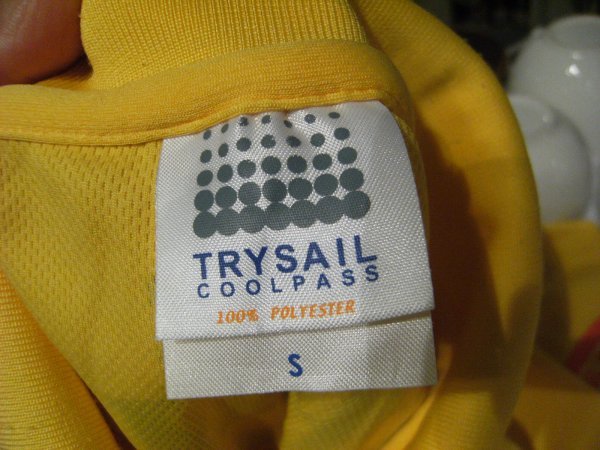 TRYSAIL
COOLPASS
100% POLYESTER
S